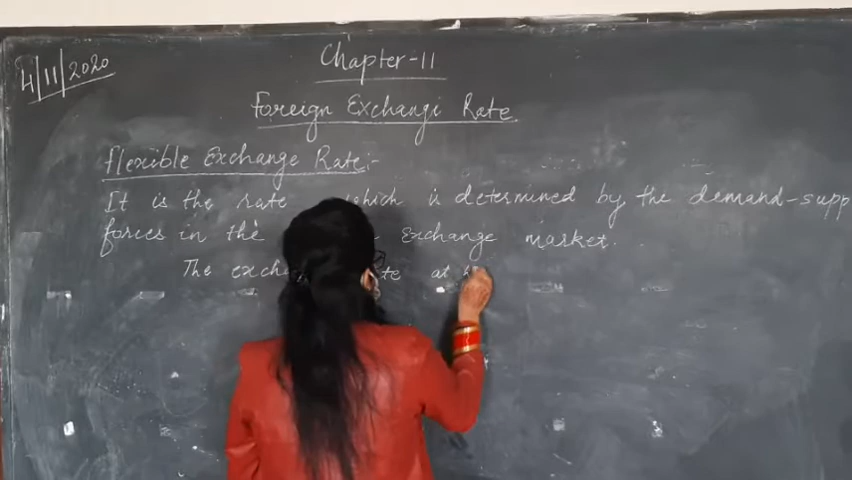 4/11/2020
Chapter-11
Foreign Exchangi Rate
flexible Exchange Rate:-
It is the rate which is determined by the demand-supp
forces in the exchange market.
The exch te at